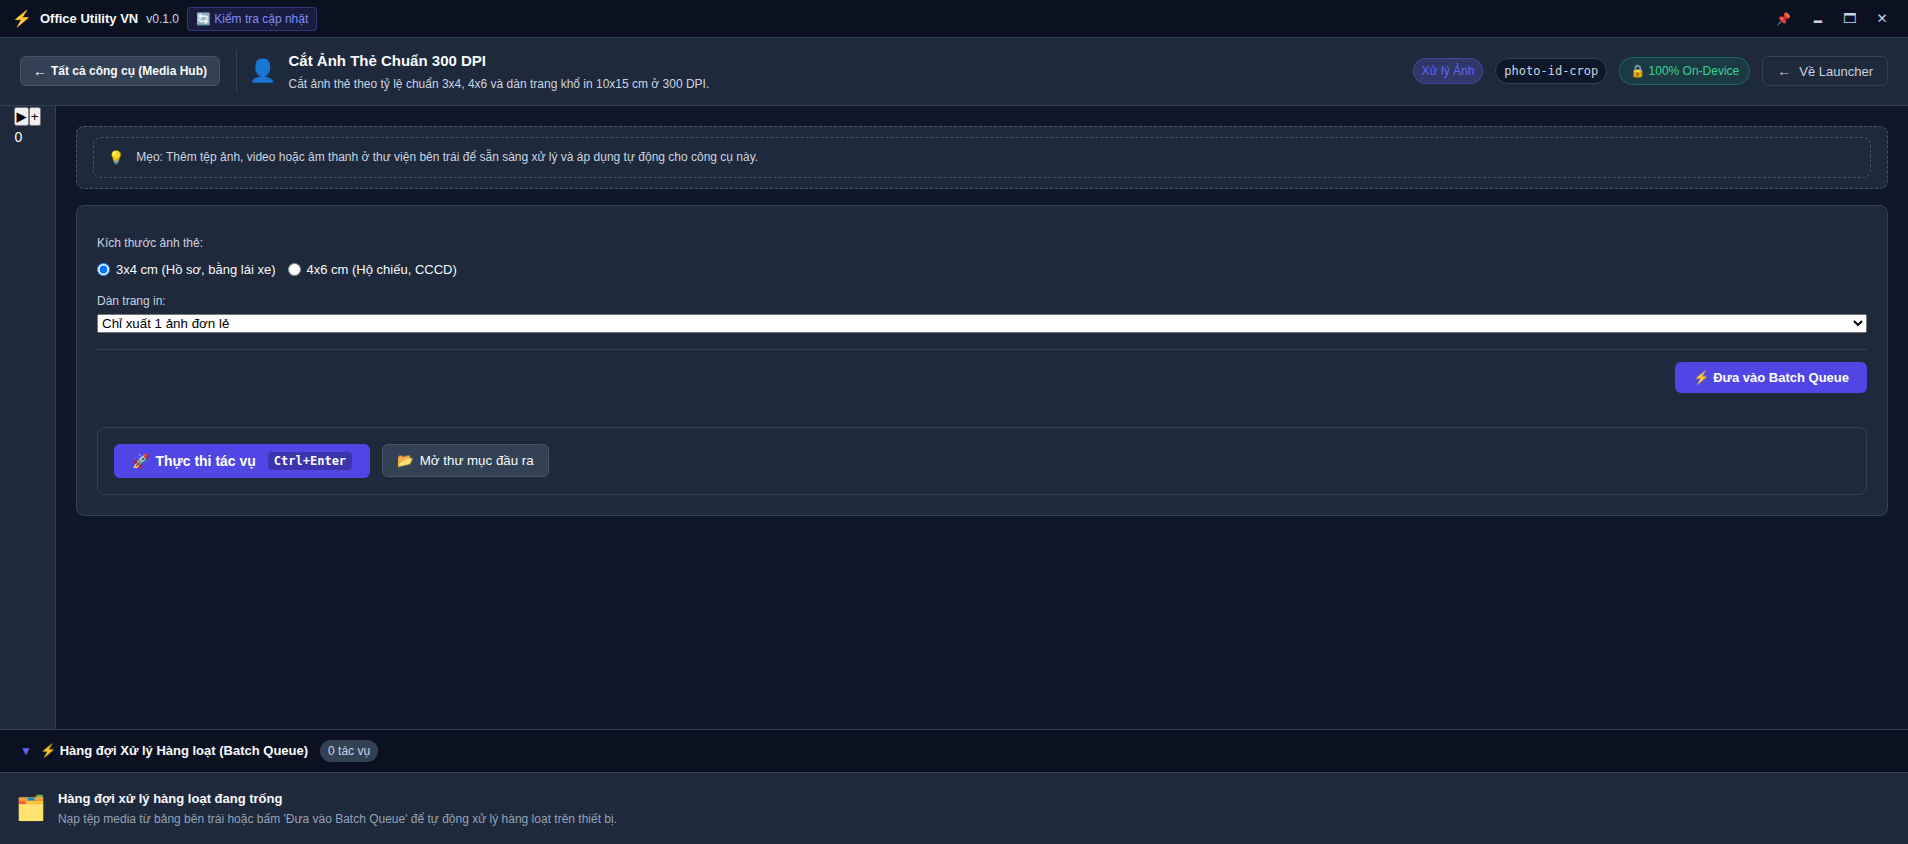 Office Utility VN v0.1.0 Kiểm tra cập nhật
← Tất cả công cụ (Media Hub)
Cắt Ảnh Thẻ Chuẩn 300 DPI
Cắt ảnh thẻ theo tỷ lệ chuẩn 3x4, 4x6 và dàn trang khổ in 10x15 cm ở 300 DPI.
Xử lý Ảnh
photo-id-crop
100% On-Device
← Về Launcher
+
0
Mẹo: Thêm tệp ảnh, video hoặc âm thanh ở thư viện bên trái để sẵn sàng xử lý và áp dụng tự động cho công cụ này.
Kích thước ảnh thẻ:
3x4 cm (Hồ sơ, bằng lái xe) 4x6 cm (Hộ chiếu, CCCD)
Dàn trang in:
Chỉ xuất 1 ảnh đơn lẻ
Đưa vào Batch Queue
Thực thi tác vụ Ctrl+Enter
Mở thư mục đầu ra
Hàng đợi Xử lý Hàng loạt (Batch Queue) 0 tác vụ
Hàng đợi xử lý hàng loạt đang trống
Nạp tệp media từ bảng bên trái hoặc bấm 'Đưa vào Batch Queue' để tự động xử lý hàng loạt trên thiết bị.